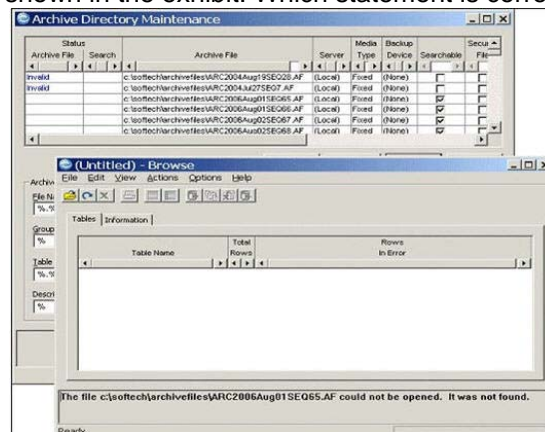 shown in the exhibit. Which statement is corre
Archive Directory Maintenance
Status Media Backup Secu
Archive File Search Archive File Server Type Device Searchable File
Invalid c:\softech\archivefiles\ARC2004Aug19SEQ28.AF (Local) Fixed (None)
Invalid c:\softech\archivefiles\ARC2004Jul27SEQ7.AF (Local) Fixed (None)
c:\softech\archivefiles\ARC2006Aug01SEQ65.AF (Local) Fixed (None)
c:\softech\archivefiles\ARC2006Aug01SEQ66.AF (Local) Fixed (None)
c:\softech\archivefiles\ARC2006Aug02SEQ67.AF (Local) Fixed (None)
c:\softech\archivefiles\ARC2006Aug02SEQ68.AF (Local) Fixed (None)
(Untitled) - Browse
File Edit View Actions Options Help
Archiv
File Na
Tables Information
Group
%
Total Rows
Table Name Rows In Error
Table
Descri
%
The file c:\softech\archivefiles\ARC2006Aug01SEQ65.AF could not be opened. It was not found.
Ready